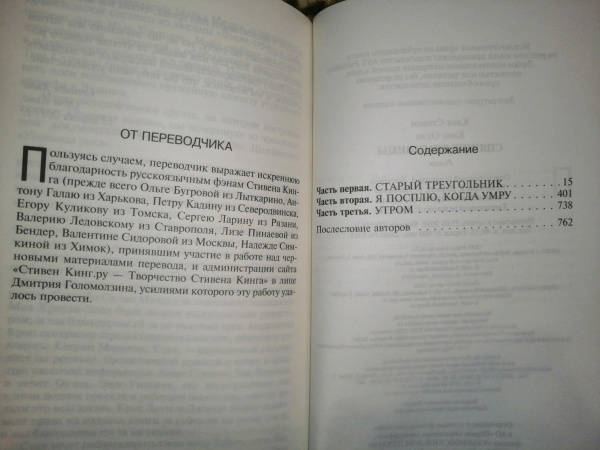 ОТ ПЕРЕВОДЧИКА
Пользуясь случаем, переводчик выражает искреннюю
благодарность русскоязычным фэнам Стивена Кин-
га (прежде всего Ольге Бугровой из Лыткарино, Ан-
тону Галаю из Харькова, Петру Кадину из Северодвинска,
Егору Куликову из Томска, Сергею Ларину из Рязани,
Валерию Ледовскому из Ставрополя, Лизе Пинаевой из
Бендер, Валентине Сидоровой из Москвы, Надежде Сим-
киной из Химок), принявшим участие в работе над чер-
новыми материалами перевода, и администрации сайта
«Стивен Кинг.ру — Творчество Стивена Кинга» в лице
Дмитрия Голомолзина, усилиями которого эту работу уда-
лось провести.
Содержание
Часть первая. СТАРЫЙ ТРЕУГОЛЬНИК . . . . . . . . 15
Часть вторая. Я ПОСПЛЮ, КОГДА УМРУ . . . . . . . 401
Часть третья. УТРОМ . . . . . . . . . . . . . . . . . . . . 738
Послесловие авторов . . . . . . . . . . . . . . . . . . . . 762